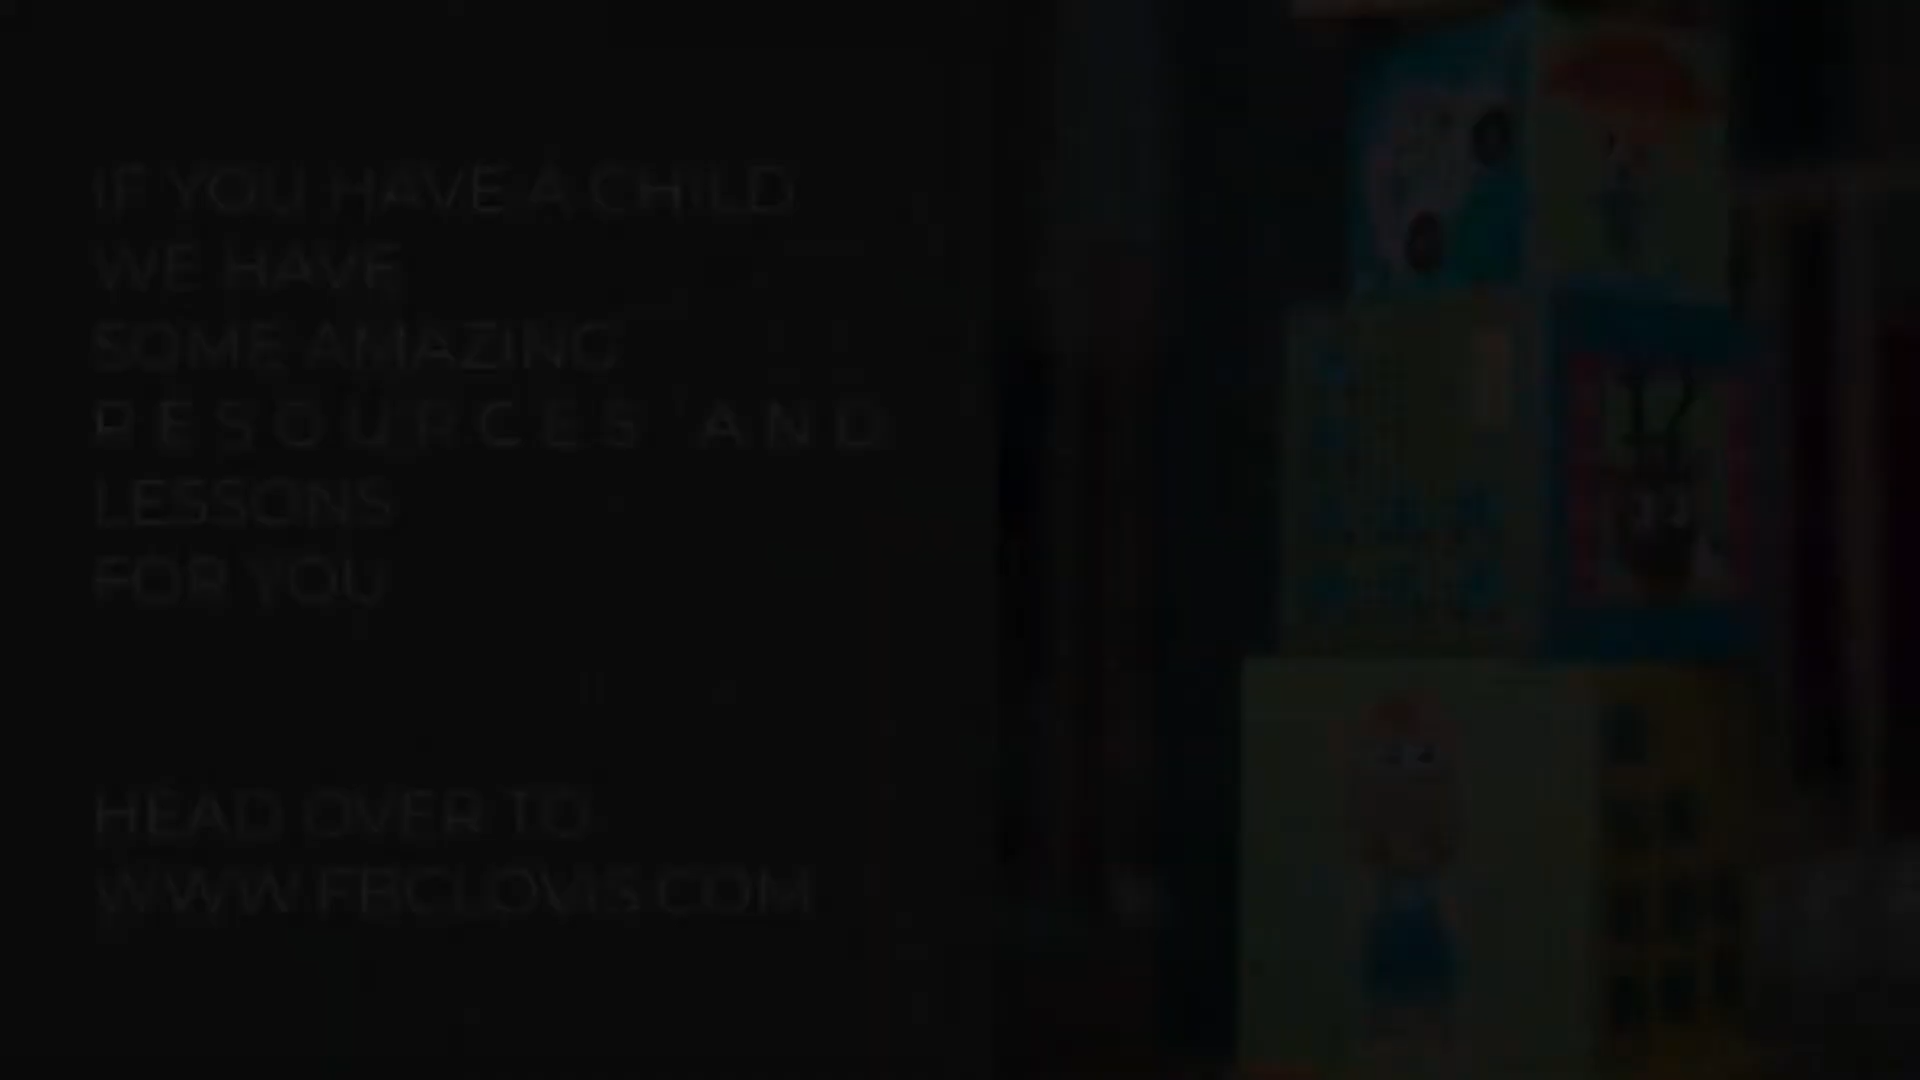 IF YOU HAVE A CHILD
WE HAVE
SOME AMAZING
RESOURCES AND
LESSONS
FOR YOU
HEAD OVER TO
WWW.FBCLOVIS.COM